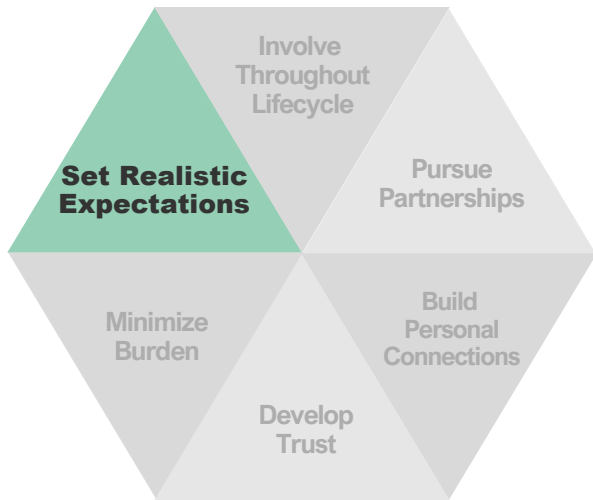 Involve
Throughout
Lifecycle
Set Realistic
Expectations
Pursue
Partnerships
Minimize
Burden
Build
Personal
Connections
Develop
Trust